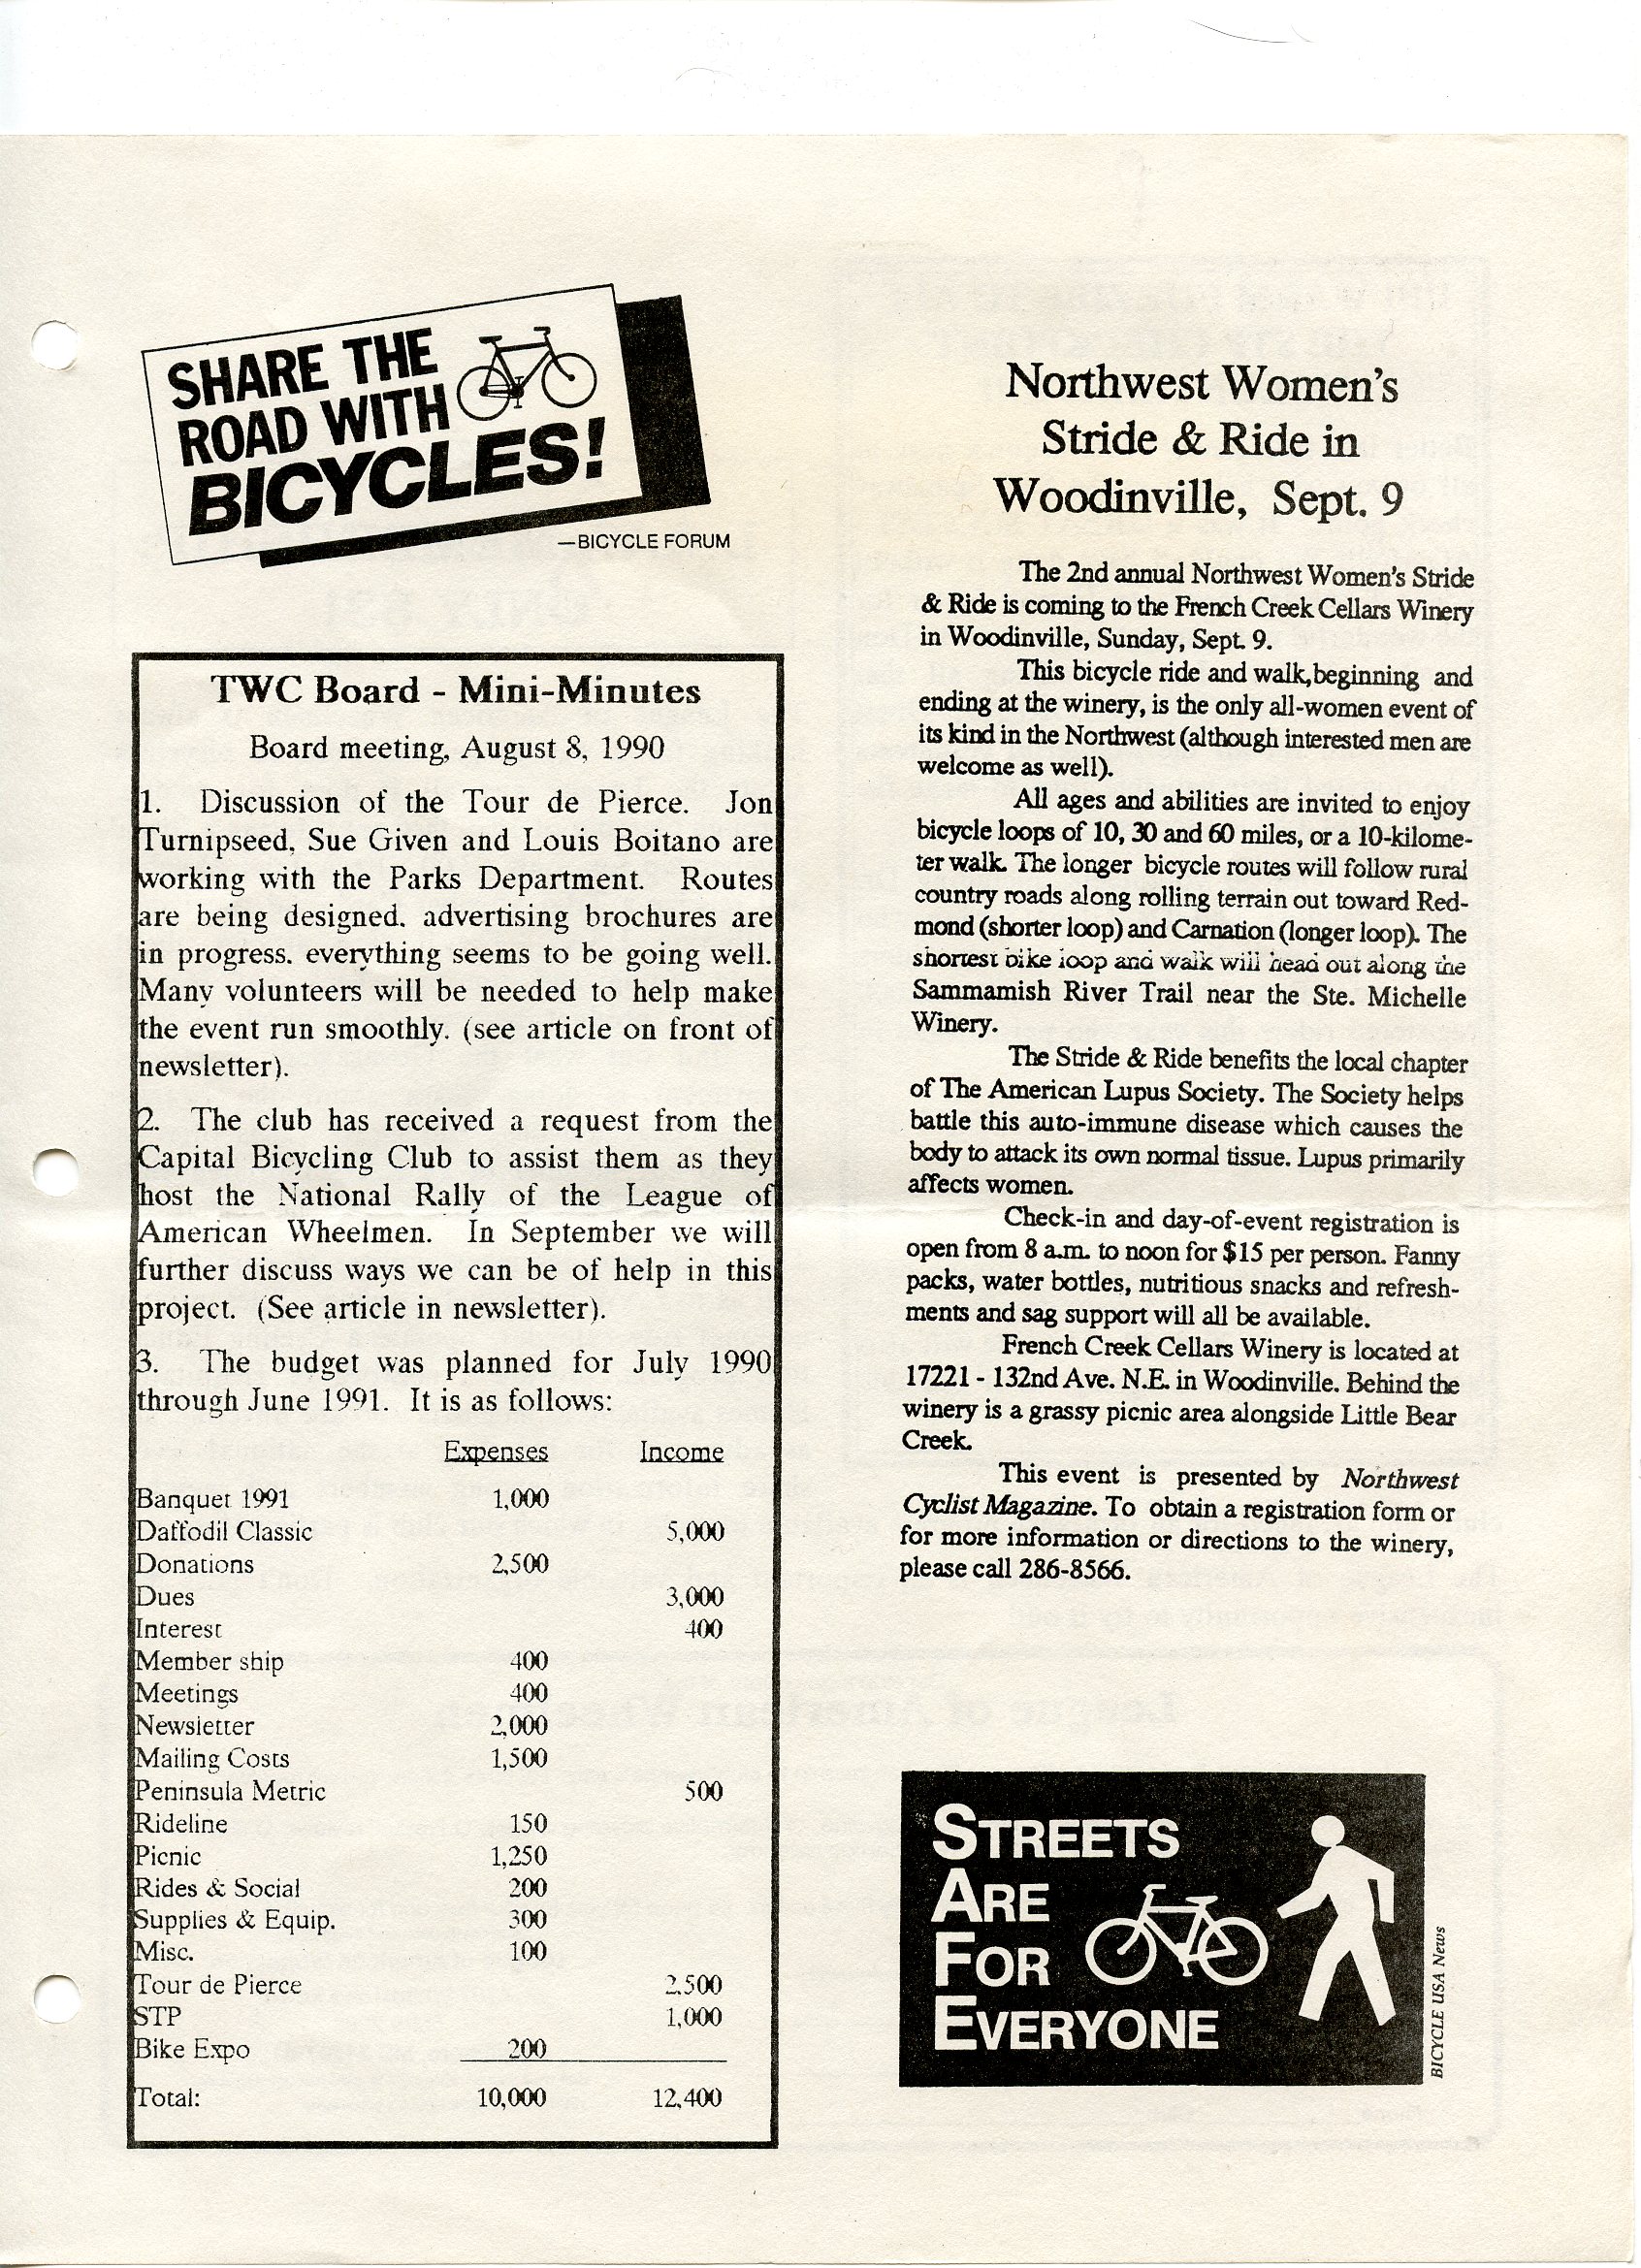 SHARE THE
ROAD WITH
BICYCLES!
—BICYCLE FORUM
TWC Board - Mini-Minutes
Board meeting, August 8, 1990
1. Discussion of the Tour de Pierce. Jon
Turnipseed, Sue Given and Louis Boitano are
working with the Parks Department. Routes
are being designed. advertising brochures are
in progress. everything seems to be going well.
Many volunteers will be needed to help make
the event run smoothly. (see article on front of
newsletter).
2. The club has received a request from the
Capital Bicycling Club to assist them as they
host the National Rally of the League of
American Wheelmen. In September we will
further discuss ways we can be of help in this
project. (See article in newsletter).
3. The budget was planned for July 1990
through June 1991. It is as follows:
Expenses Income
Banquet 1991 1,000
Daffodil Classic 5,000
Donations 2,500
Dues 3,000
Interest 400
Member ship 400
Meetings 400
Newsletter 2,000
Mailing Costs 1,500
Peninsula Metric 500
Rideline 150
Picnic 1,250
Rides & Social 200
Supplies & Equip. 300
Misc. 100
Tour de Pierce 2,500
STP 1,000
Bike Expo 200
Total: 10,000 12,400
Northwest Women's
Stride & Ride in
Woodinville, Sept. 9
The 2nd annual Northwest Women's Stride
& Ride is coming to the French Creek Cellars Winery
in Woodinville, Sunday, Sept. 9.
This bicycle ride and walk,beginning and
ending at the winery, is the only all-women event of
its kind in the Northwest (although interested men are
welcome as well).
All ages and abilities are invited to enjoy
bicycle loops of 10, 30 and 60 miles, or a 10-kilome-
ter walk. The longer bicycle routes will follow rural
country roads along rolling terrain out toward Red-
mond (shorter loop) and Carnation (longer loop). The
shortest bike loop and walk will head out along the
Sammamish River Trail near the Ste. Michelle
Winery.
The Stride & Ride benefits the local chapter
of The American Lupus Society. The Society helps
battle this auto-immune disease which causes the
body to attack its own normal tissue. Lupus primarily
affects women.
Check-in and day-of-event registration is
open from 8 a.m. to noon for $15 per person. Fanny
packs, water bottles, nutritious snacks and refresh-
ments and sag support will all be available.
French Creek Cellars Winery is located at
17221 - 132nd Ave. N.E. in Woodinville. Behind the
winery is a grassy picnic area alongside Little Bear
Creek.
This event is presented by Northwest
Cyclist Magazine. To obtain a registration form or
for more information or directions to the winery,
please call 286-8566.
STREETS
ARE
FOR
EVERYONE
BICYCLE USA News